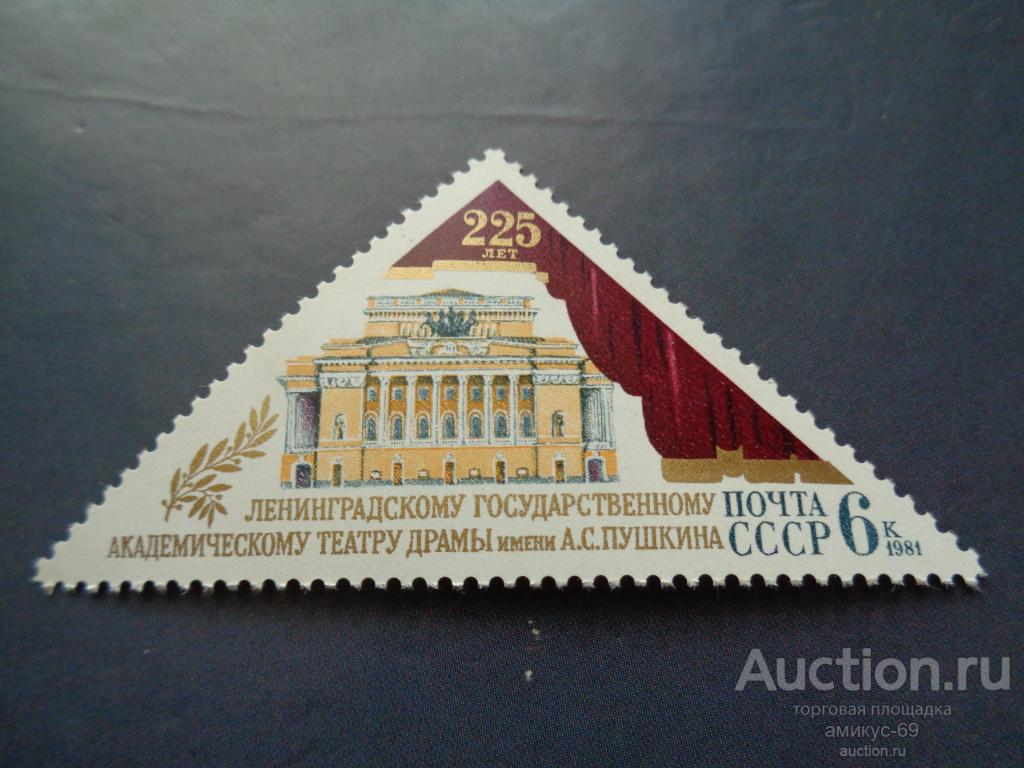 225
ЛЕТ
ЛЕНИНГРАДСКОМУ ГОСУДАРСТВЕННОМУ
АКАДЕМИЧЕСКОМУ ТЕАТРУ ДРАМЫ ИМЕНИ А.С.ПУШКИНА
ПОЧТА
СССР 6 К
1981
Auction.ru
торговая площадка
амикус-69
auction.ru